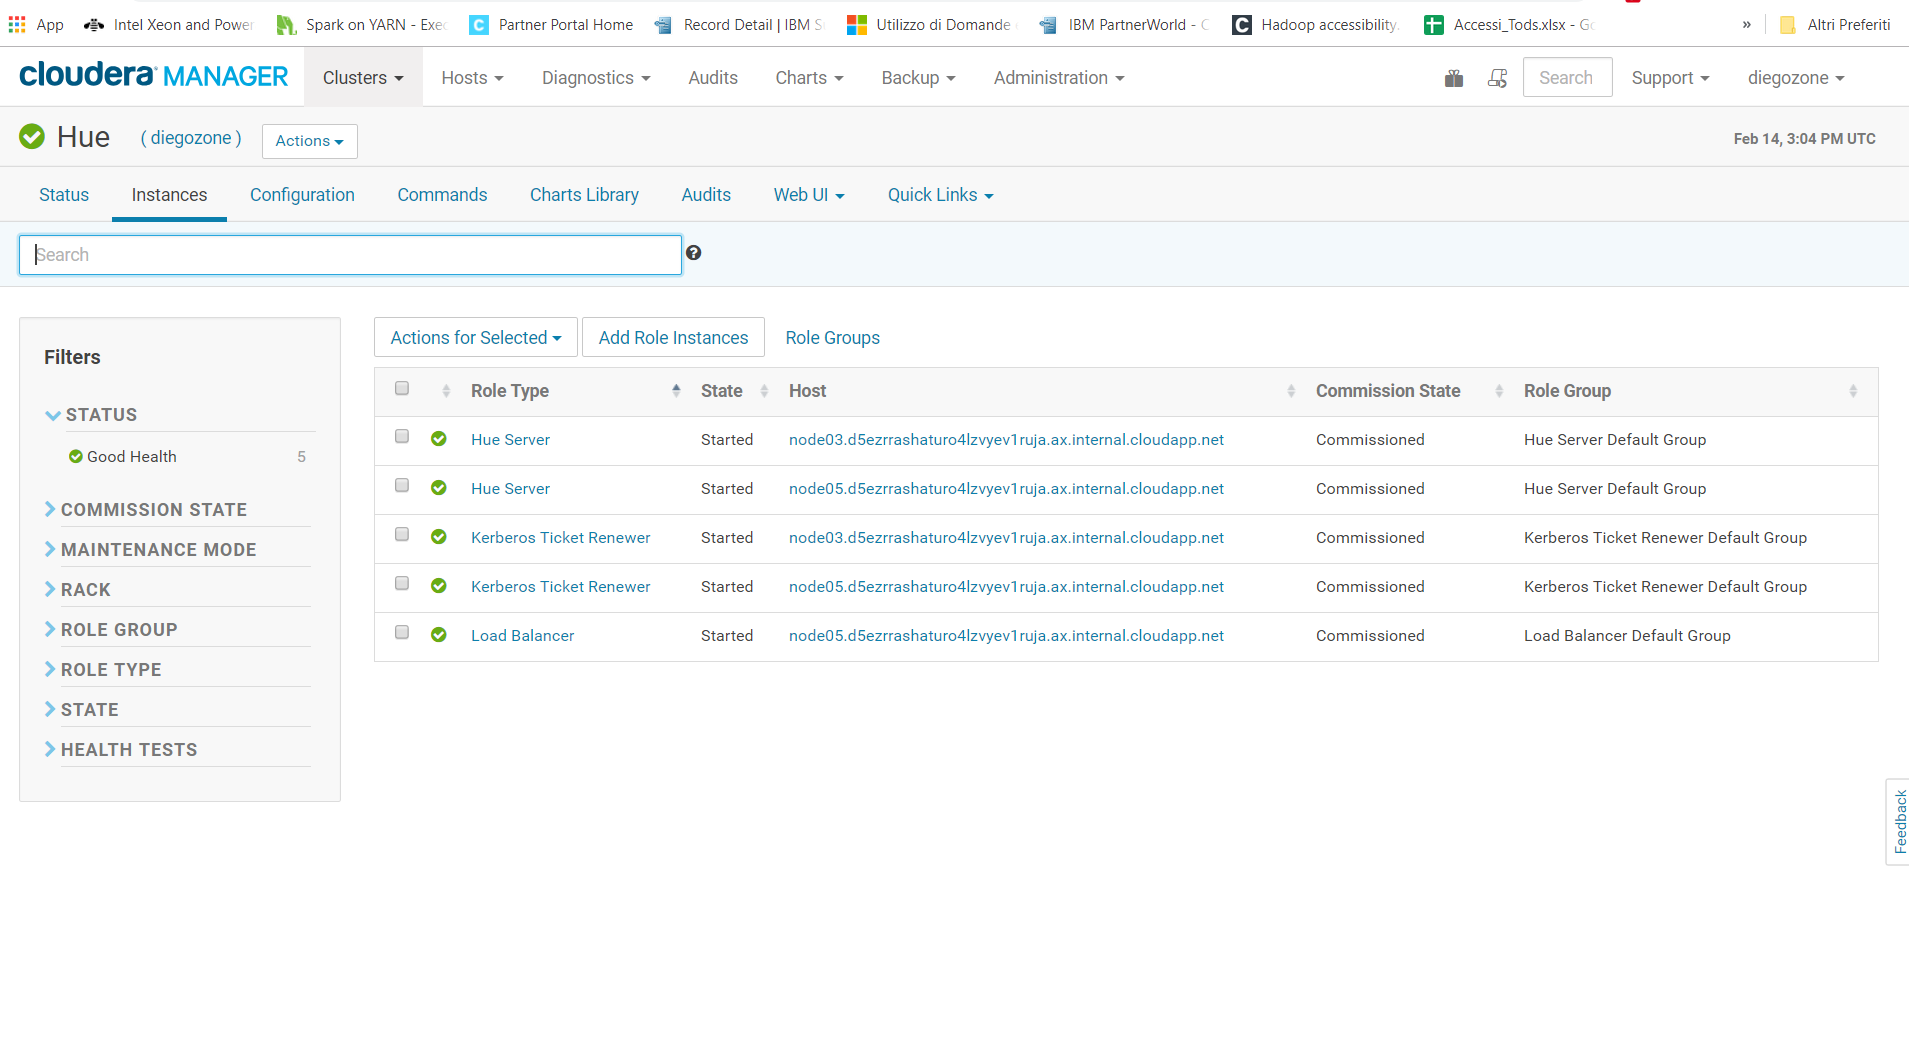 App Intel Xeon and Power Spark on YARN - Exec Partner Portal Home Record Detail | IBM S Utilizzo di Domande IBM PartnerWorld - C Hadoop accessibility. Accessi_Tods.xlsx - Go » Altri Preferiti
cloudera MANAGER Clusters Hosts Diagnostics Audits Charts Backup Administration Search Support diegozone
Hue ( diegozone ) Actions Feb 14, 3:04 PM UTC
Status Instances Configuration Commands Charts Library Audits Web UI Quick Links
Search ?
Filters
STATUS
Good Health 5
COMMISSION STATE
MAINTENANCE MODE
RACK
ROLE GROUP
ROLE TYPE
STATE
HEALTH TESTS
Actions for Selected Add Role Instances Role Groups
Role Type State Host Commission State Role Group
Hue Server Started node03.d5ezrrashaturo4lzvyev1ruja.ax.internal.cloudapp.net Commissioned Hue Server Default Group
Hue Server Started node05.d5ezrrashaturo4lzvyev1ruja.ax.internal.cloudapp.net Commissioned Hue Server Default Group
Kerberos Ticket Renewer Started node03.d5ezrrashaturo4lzvyev1ruja.ax.internal.cloudapp.net Commissioned Kerberos Ticket Renewer Default Group
Kerberos Ticket Renewer Started node05.d5ezrrashaturo4lzvyev1ruja.ax.internal.cloudapp.net Commissioned Kerberos Ticket Renewer Default Group
Load Balancer Started node05.d5ezrrashaturo4lzvyev1ruja.ax.internal.cloudapp.net Commissioned Load Balancer Default Group
Feedback